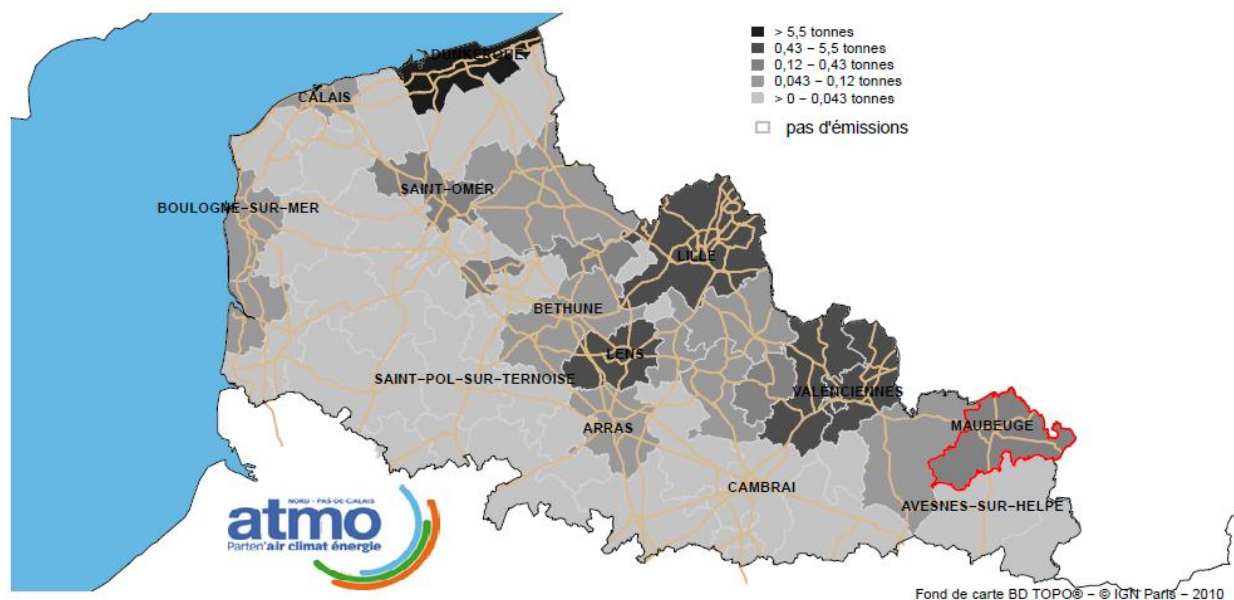 > 5,5 tonnes
0,43 – 5,5 tonnes
0,12 – 0,43 tonnes
0,043 – 0,12 tonnes
> 0 – 0,043 tonnes
pas d'émissions
DUNKERQUE
CALAIS
SAINT–OMER
BOULOGNE–SUR–MER
LILLE
BETHUNE
LENS
SAINT–POL–SUR–TERNOISE
VALENCIENNES
ARRAS
MAUBEUGE
CAMBRAI
AVESNES–SUR–HELPE
NORD - PAS-DE-CALAIS
atmo
Parten'air climat énergie
Fond de carte BD TOPO® – © IGN Paris – 2010